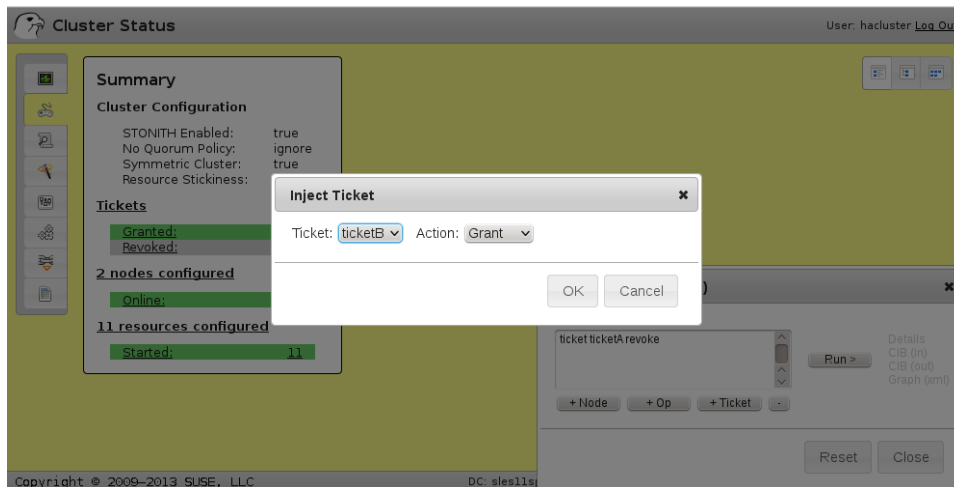 Cluster Status
User: hacluster Log Ou
Summary
Cluster Configuration
STONITH Enabled: true
No Quorum Policy: ignore
Symmetric Cluster: true
Resource Stickiness:
Tickets
Granted:
Revoked:
2 nodes configured
Online:
11 resources configured
Started: 11
Inject Ticket
Ticket: ticketB Action: Grant
OK Cancel
)
ticket ticketA revoke
Run >
Details
CIB (in)
CIB (out)
Graph (xml)
+ Node + Op + Ticket -
Reset Close
Copyright © 2009–2013 SUSE, LLC
DC: sles11s